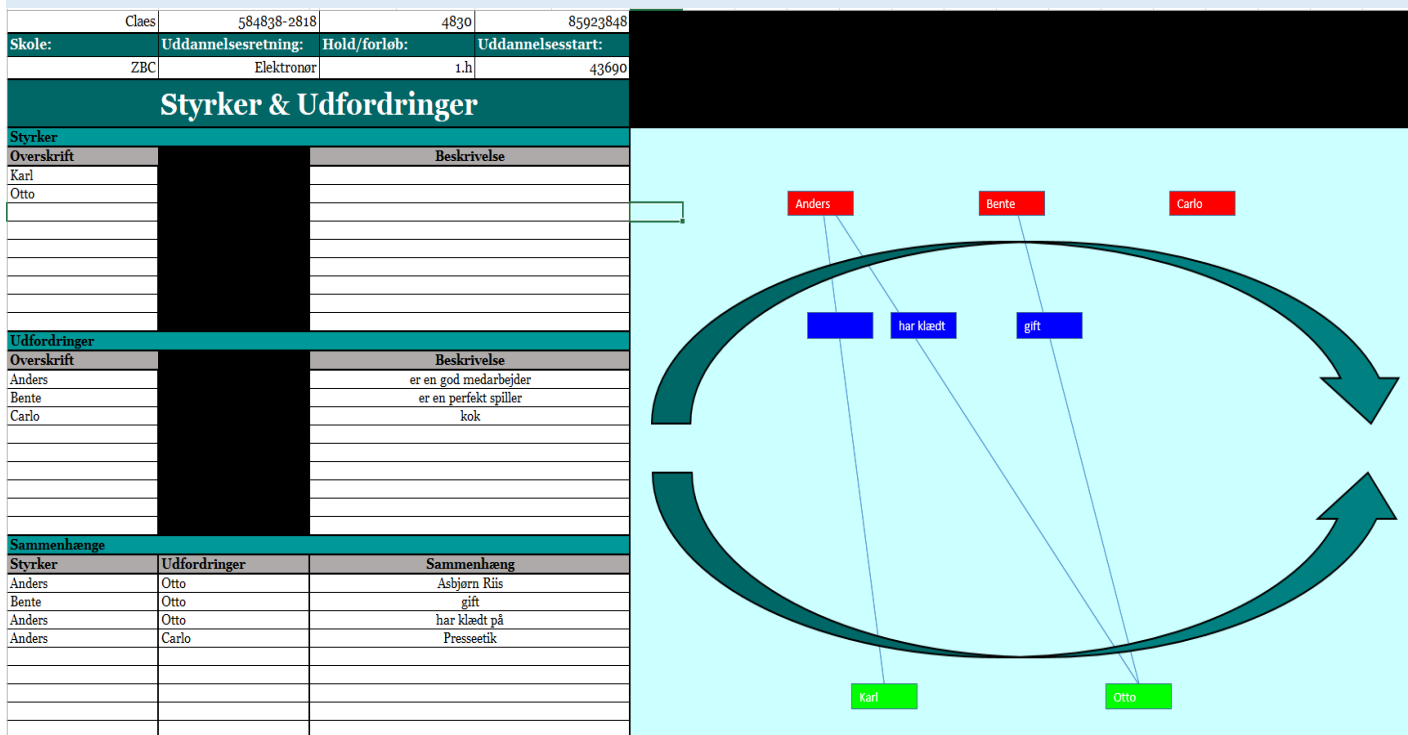 Claes 584838-2818 4830 85923848
Skole: Uddannelsesretning: Hold/forløb: Uddannelsesstart:
ZBC Elektronør 1.h 43690
Styrker & Udfordringer
Styrker
Overskrift Beskrivelse
Karl
Otto
Udfordringer
Overskrift Beskrivelse
Anders er en god medarbejder
Bente er en perfekt spiller
Carlo kok
Sammenhænge
Styrker Udfordringer Sammenhæng
Anders Otto Asbjørn Riis
Bente Otto gift
Anders Otto har klædt på
Anders Carlo Presseetik
Anders Bente Carlo
har klædt gift
Karl Otto